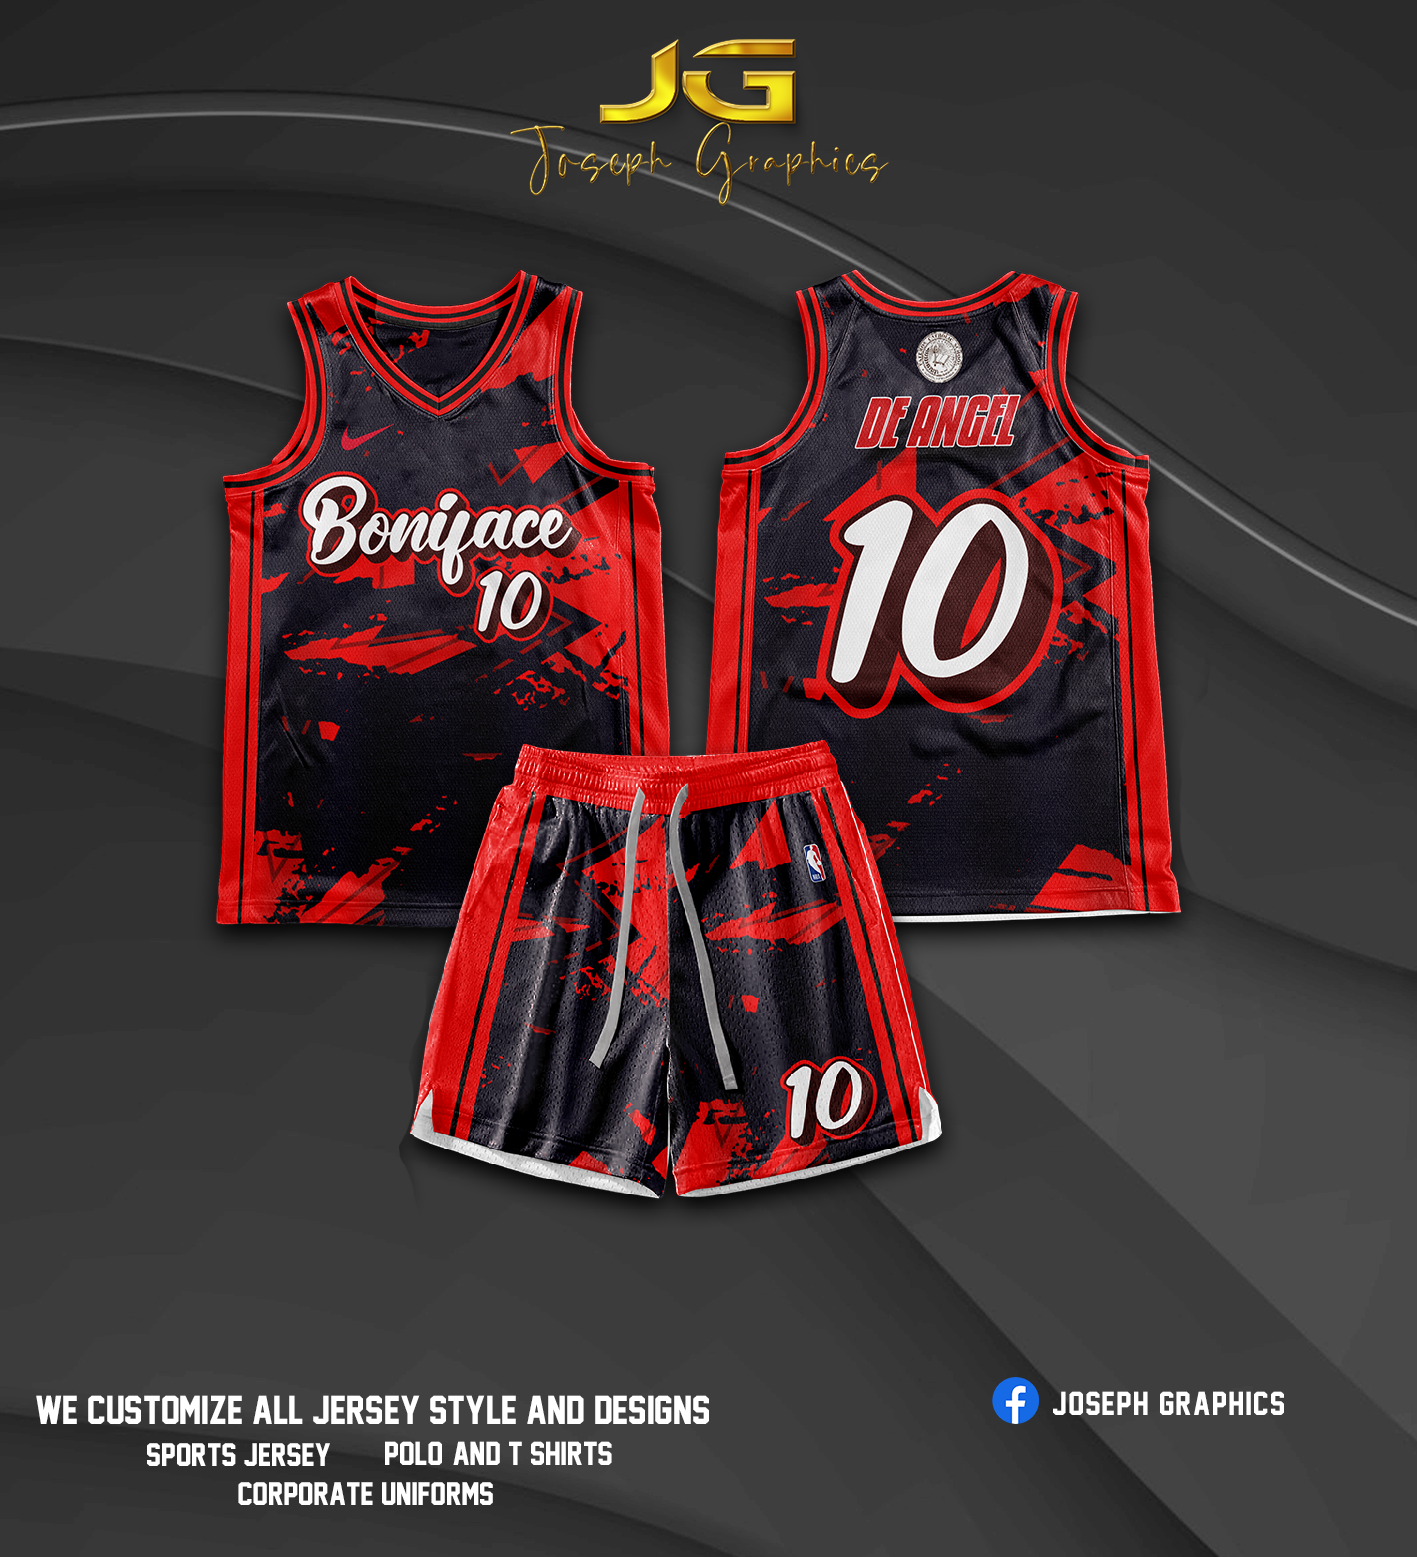 JG
Joseph Graphics
DE ANGEL
Boniface
10
10
10
WE CUSTOMIZE ALL JERSEY STYLE AND DESIGNS
SPORTS JERSEY POLO AND T SHIRTS
CORPORATE UNIFORMS
JOSEPH GRAPHICS